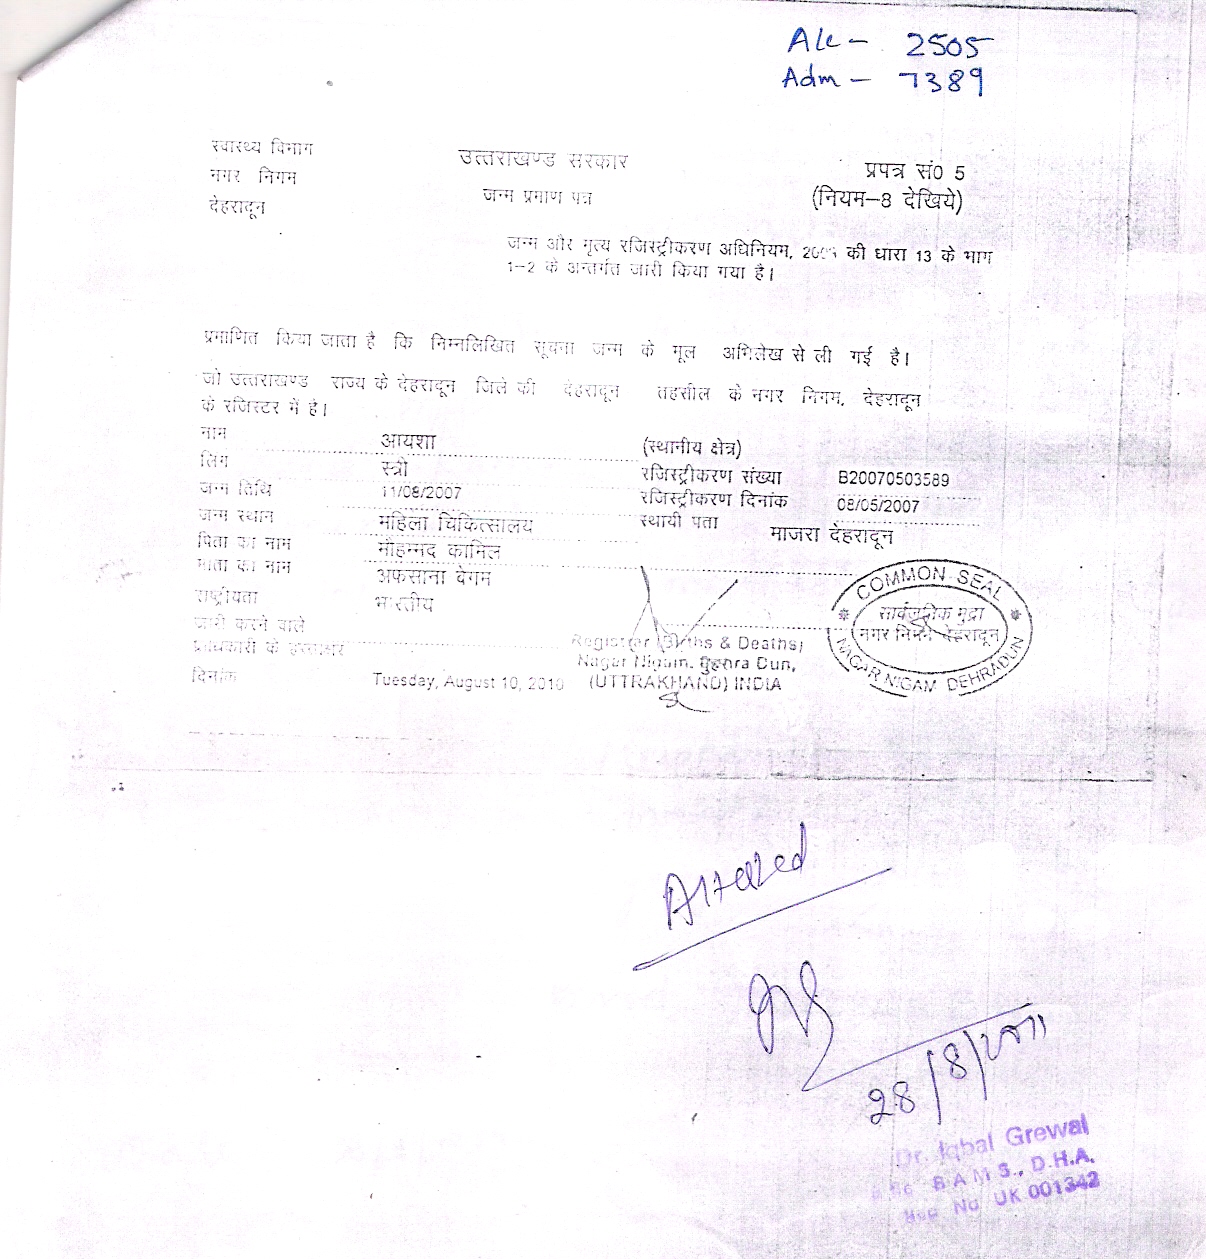 A/c - 2505
Adm - 7389
स्वास्थ्य विभाग
नगर निगम
देहरादून
उत्तराखण्ड सरकार
जन्म प्रमाण पत्र
प्रपत्र सं0 5
(नियम-8 देखिये)
जन्म और मृत्य रजिस्ट्रीकरण अधिनियम, की धारा 13 के भाग
1-2 के अन्तर्गत जारी किया गया है।
प्रमाणित किया जाता है कि निम्नलिखित सूचना जन्म के मूल अभिलेख से ली गई है।
जो उत्तराखण्ड राज्य के देहरादून जिले की देहरादून तहसील के नगर निगम, देहरादून
के रजिस्टर में है।
नाम आयशा (स्थानीय क्षेत्र)
लिंग स्त्री रजिस्ट्रीकरण संख्या B20070503589
जन्म तिथि 11/08/2007 रजिस्ट्रीकरण दिनांक 08/05/2007
जन्म स्थान महिला चिकित्सालय स्थायी पता माजरा देहरादून
पिता का नाम मोहम्मद कामिल
माता का नाम अफसाना बेगम
राष्ट्रीयता भारतीय
जारी करने वाले
प्राधिकारी के हस्ताक्षर
Registrar (Births & Deaths)
Nagar Nigam, Dehra Dun,
(UTTRAKHAND) INDIA
दिनांक Tuesday, August 10, 2010
COMMON SEAL
सार्वजनिक मुद्रा
नगर निगम देहरादून
NAGAR NIGAM DEHRADUN
Attested
28/8/2011
Dr. Iqbal Grewal
B.Sc B A M S., D.H.A.
Reg No UK 001342